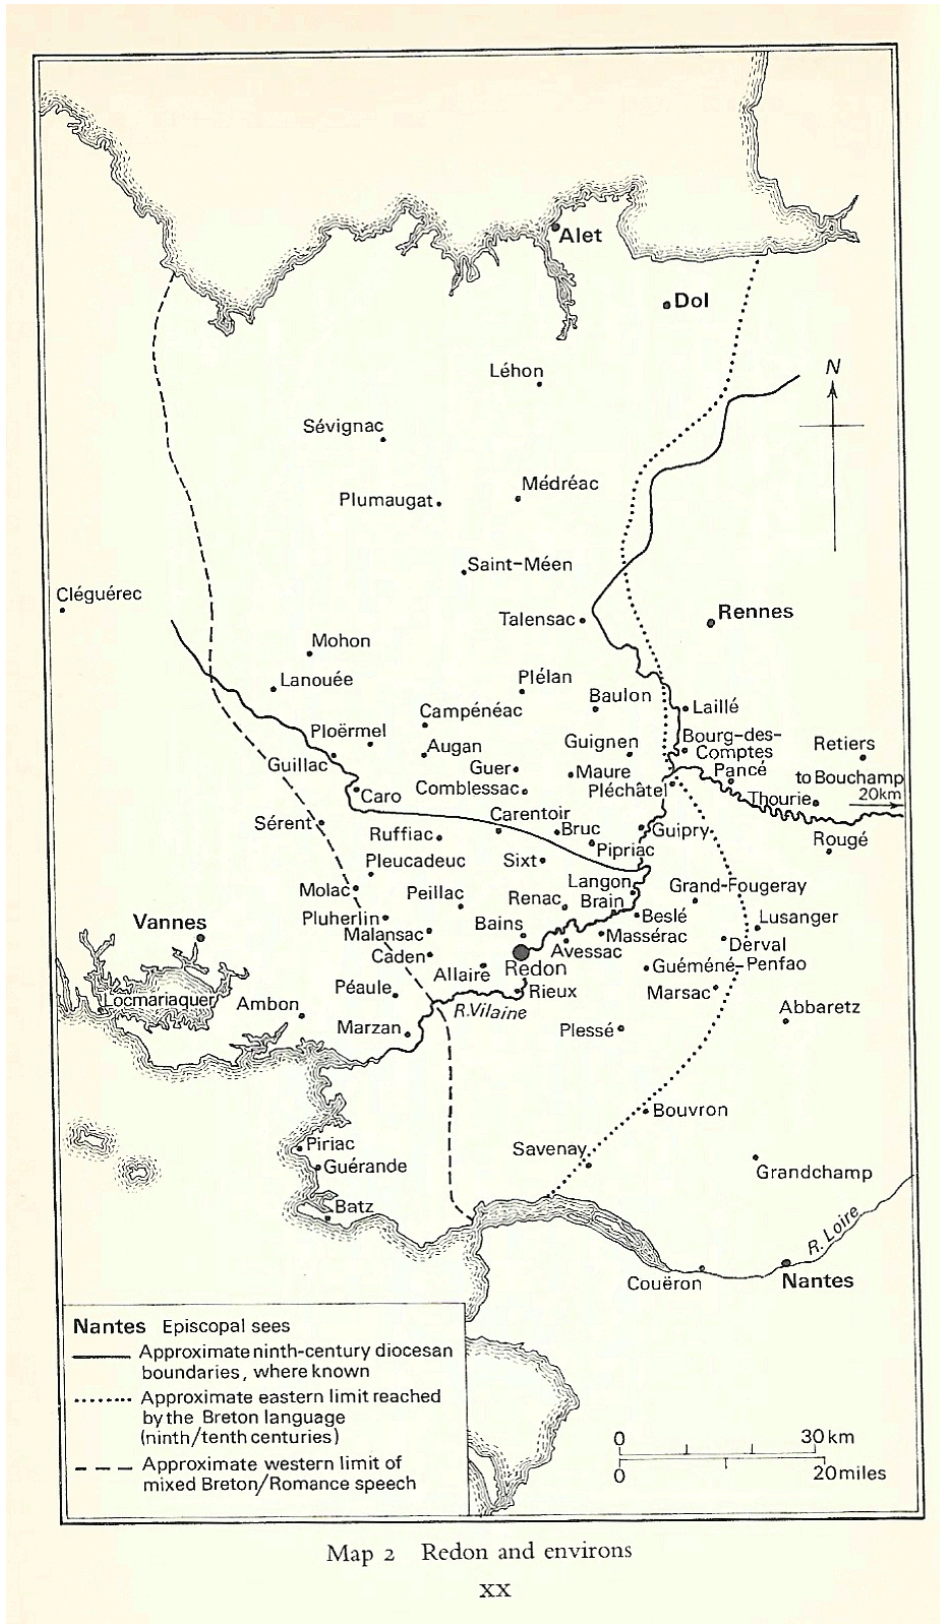 Alet
Dol
N
Léhon
Sévignac
Médréac
Plumaugat
Saint-Méen
Cléguérec
Talensac
Rennes
Mohon
Lanouée
Plélan
Baulon
Laillé
Campénéac
Ploërmel
Augan
Guignen
Bourg-des-
Comptes
Retiers
Guillac
Guer
Maure
Pancé
to Bouchamp
20km
Comblessac
Pléchâtel
Caro
Thourie
Sérent
Carentoir
Bruc
Guipry
Ruffiac
Rougé
Pipriac
Pleucadeuc
Sixt
Molac
Peillac
Langon
Grand-Fougeray
Renac
Brain
Pluherlin
Beslé
Lusanger
Vannes
Bains
Malansac
Massérac
Derval
Avessac
Caden
Redon
Guéméné-Penfao
Allaire
Péaule
Rieux
Marsac
Locmariaquer
Ambon
R.Vilaine
Abbaretz
Marzan
Plessé
Bouvron
Piriac
Savenay
Guérande
Grandchamp
Batz
R. Loire
Couëron
Nantes
Nantes Episcopal sees
Approximate ninth-century diocesan
boundaries, where known
Approximate eastern limit reached
by the Breton language
(ninth/tenth centuries)
Approximate western limit of
mixed Breton/Romance speech
0 30 km
0 20 miles
Map 2 Redon and environs
xx